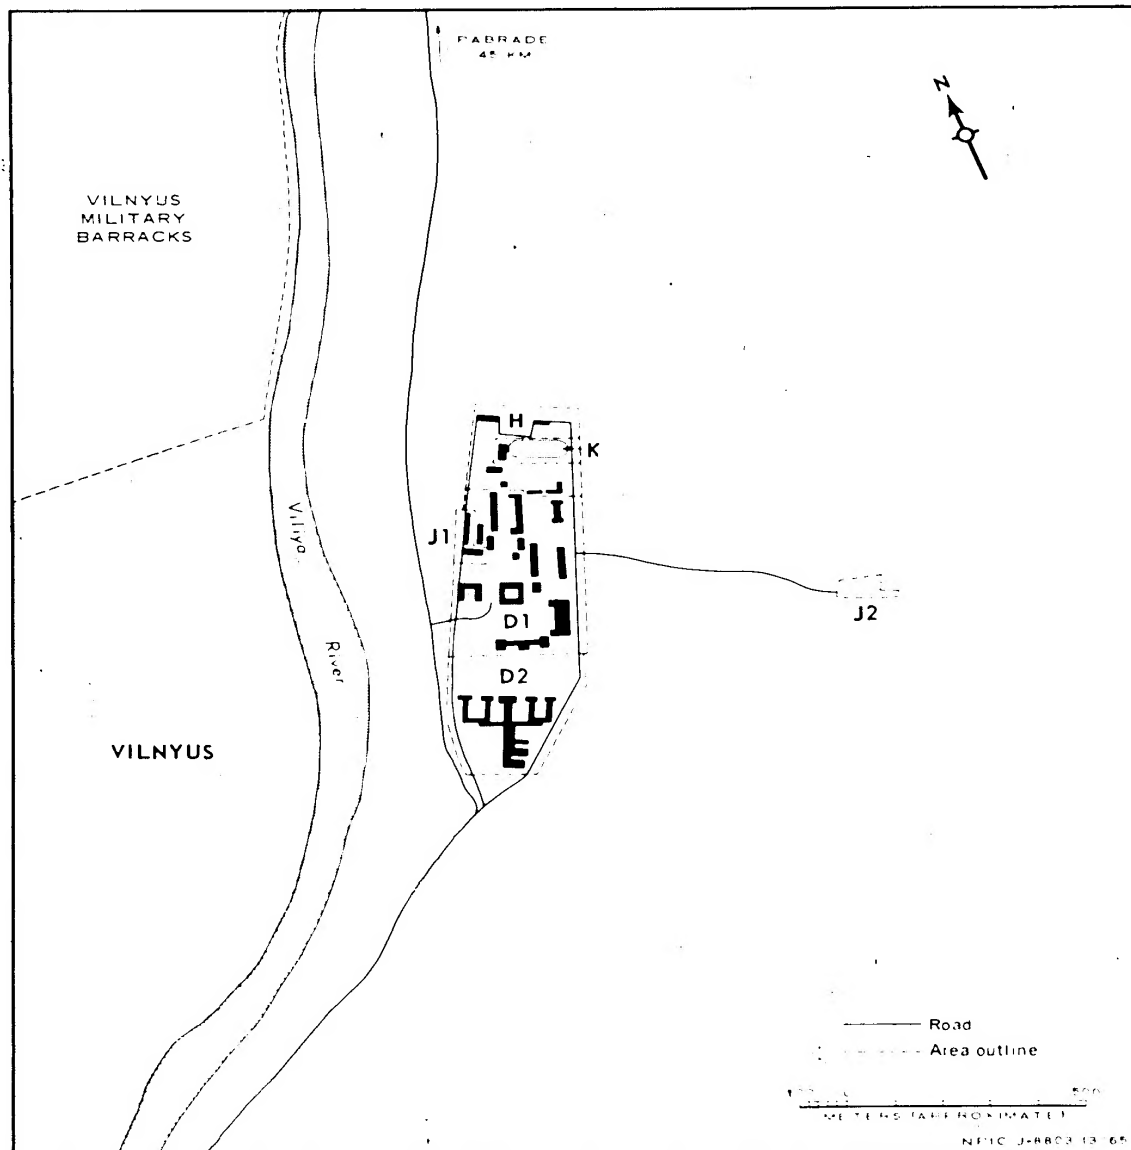 PABRADE
45 KM
N
VILNYUS
MILITARY
BARRACKS
H
K
Viliya
River
J1
J2
D1
D2
VILNYUS
Road
Area outline
500
METERS (APPROXIMATE)